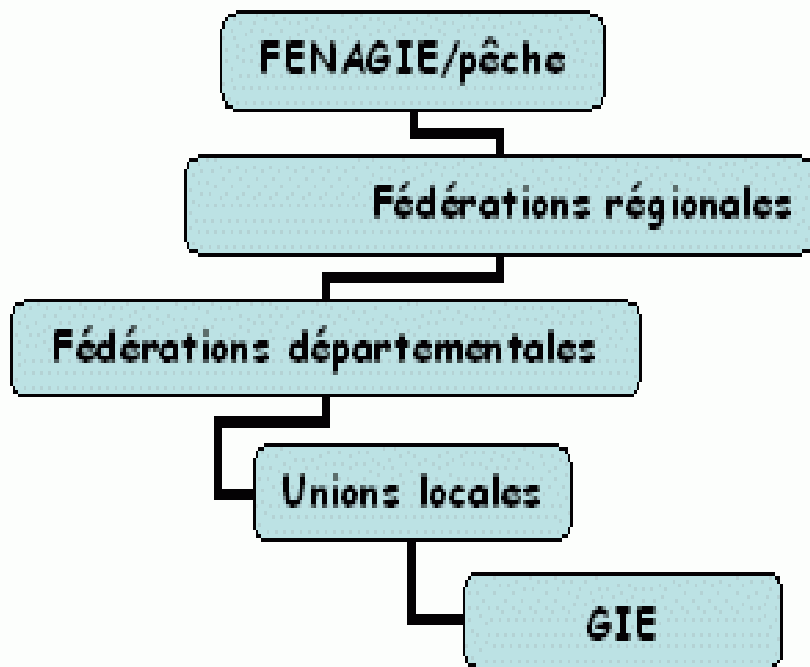 FENAGIE/pêche
Fédérations régionales
Fédérations départementales
Unions locales
GIE